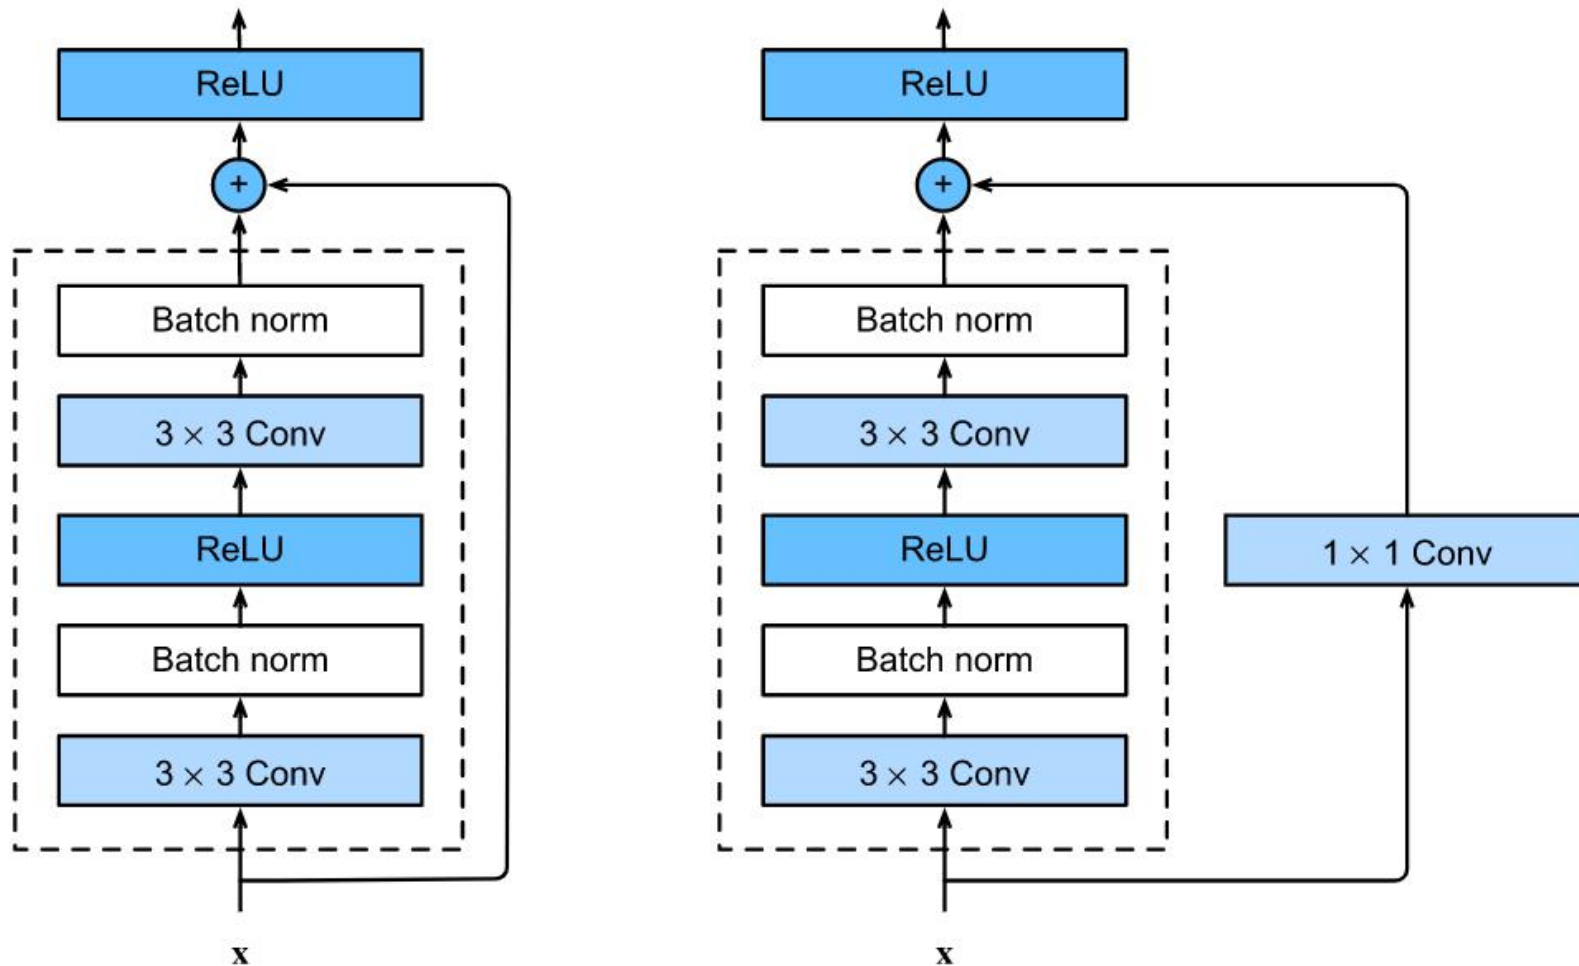 ReLU
+
Batch norm
3 × 3 Conv
ReLU
Batch norm
3 × 3 Conv
x
ReLU
+
Batch norm
3 × 3 Conv
ReLU
Batch norm
3 × 3 Conv
1 × 1 Conv
x